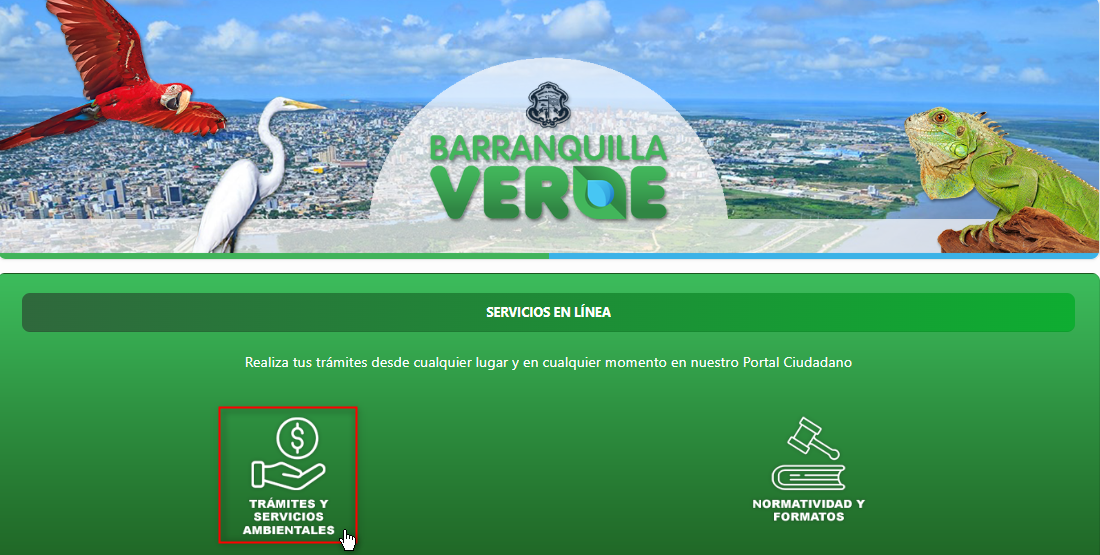 BARRANQUILLA
VERDE
SERVICIOS EN LÍNEA
Realiza tus trámites desde cualquier lugar y en cualquier momento en nuestro Portal Ciudadano
TRÁMITES Y
SERVICIOS
AMBIENTALES
NORMATIVIDAD Y
FORMATOS